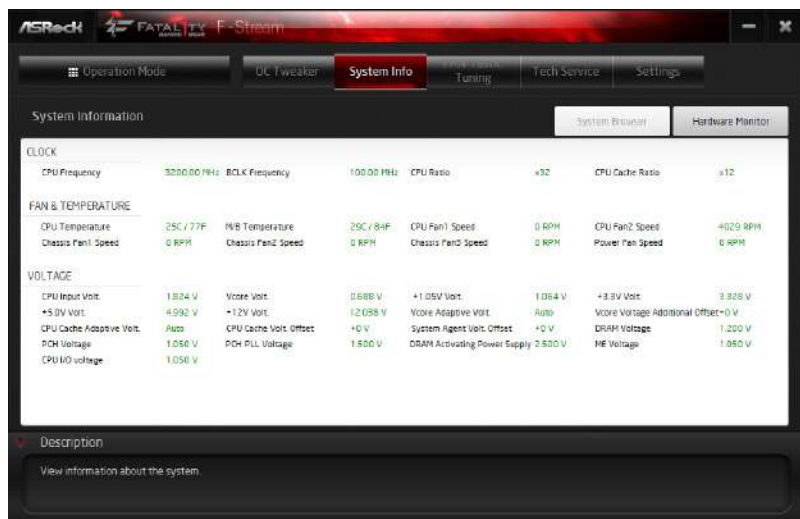 ASRock FATAL1TY GAMING GEAR F-Stream
Operation Mode OC Tweaker System Info FAN-Tastic Tuning Tech Service Settings
System Information System Browser Hardware Monitor
CLOCK
CPU Frequency 3200.00 MHz BCLK Frequency 100.00 MHz CPU Ratio x32 CPU Cache Ratio x12
FAN & TEMPERATURE
CPU Temperature 25C / 77F M/B Temperature 29C / 84F CPU Fan1 Speed 0 RPM CPU Fan2 Speed 4029 RPM
Chassis Fan1 Speed 0 RPM Chassis Fan2 Speed 0 RPM Chassis Fan3 Speed 0 RPM Power Fan Speed 0 RPM
VOLTAGE
CPU Input Volt. 1.824 V Vcore Volt. 0.688 V +1.05V Volt. 1.064 V +3.3V Volt. 3.328 V
+5.0V Volt. 4.992 V +12V Volt. 12.038 V Vcore Adaptive Volt. Auto Vcore Voltage Additional Offset +0 V
CPU Cache Adaptive Volt. Auto CPU Cache Volt. Offset +0 V System Agent Volt. Offset +0 V DRAM Voltage 1.200 V
PCH Voltage 1.050 V PCH PLL Voltage 1.500 V DRAM Activating Power Supply 2.500 V ME Voltage 1.050 V
CPU I/O voltage 1.050 V
Description
View information about the system.